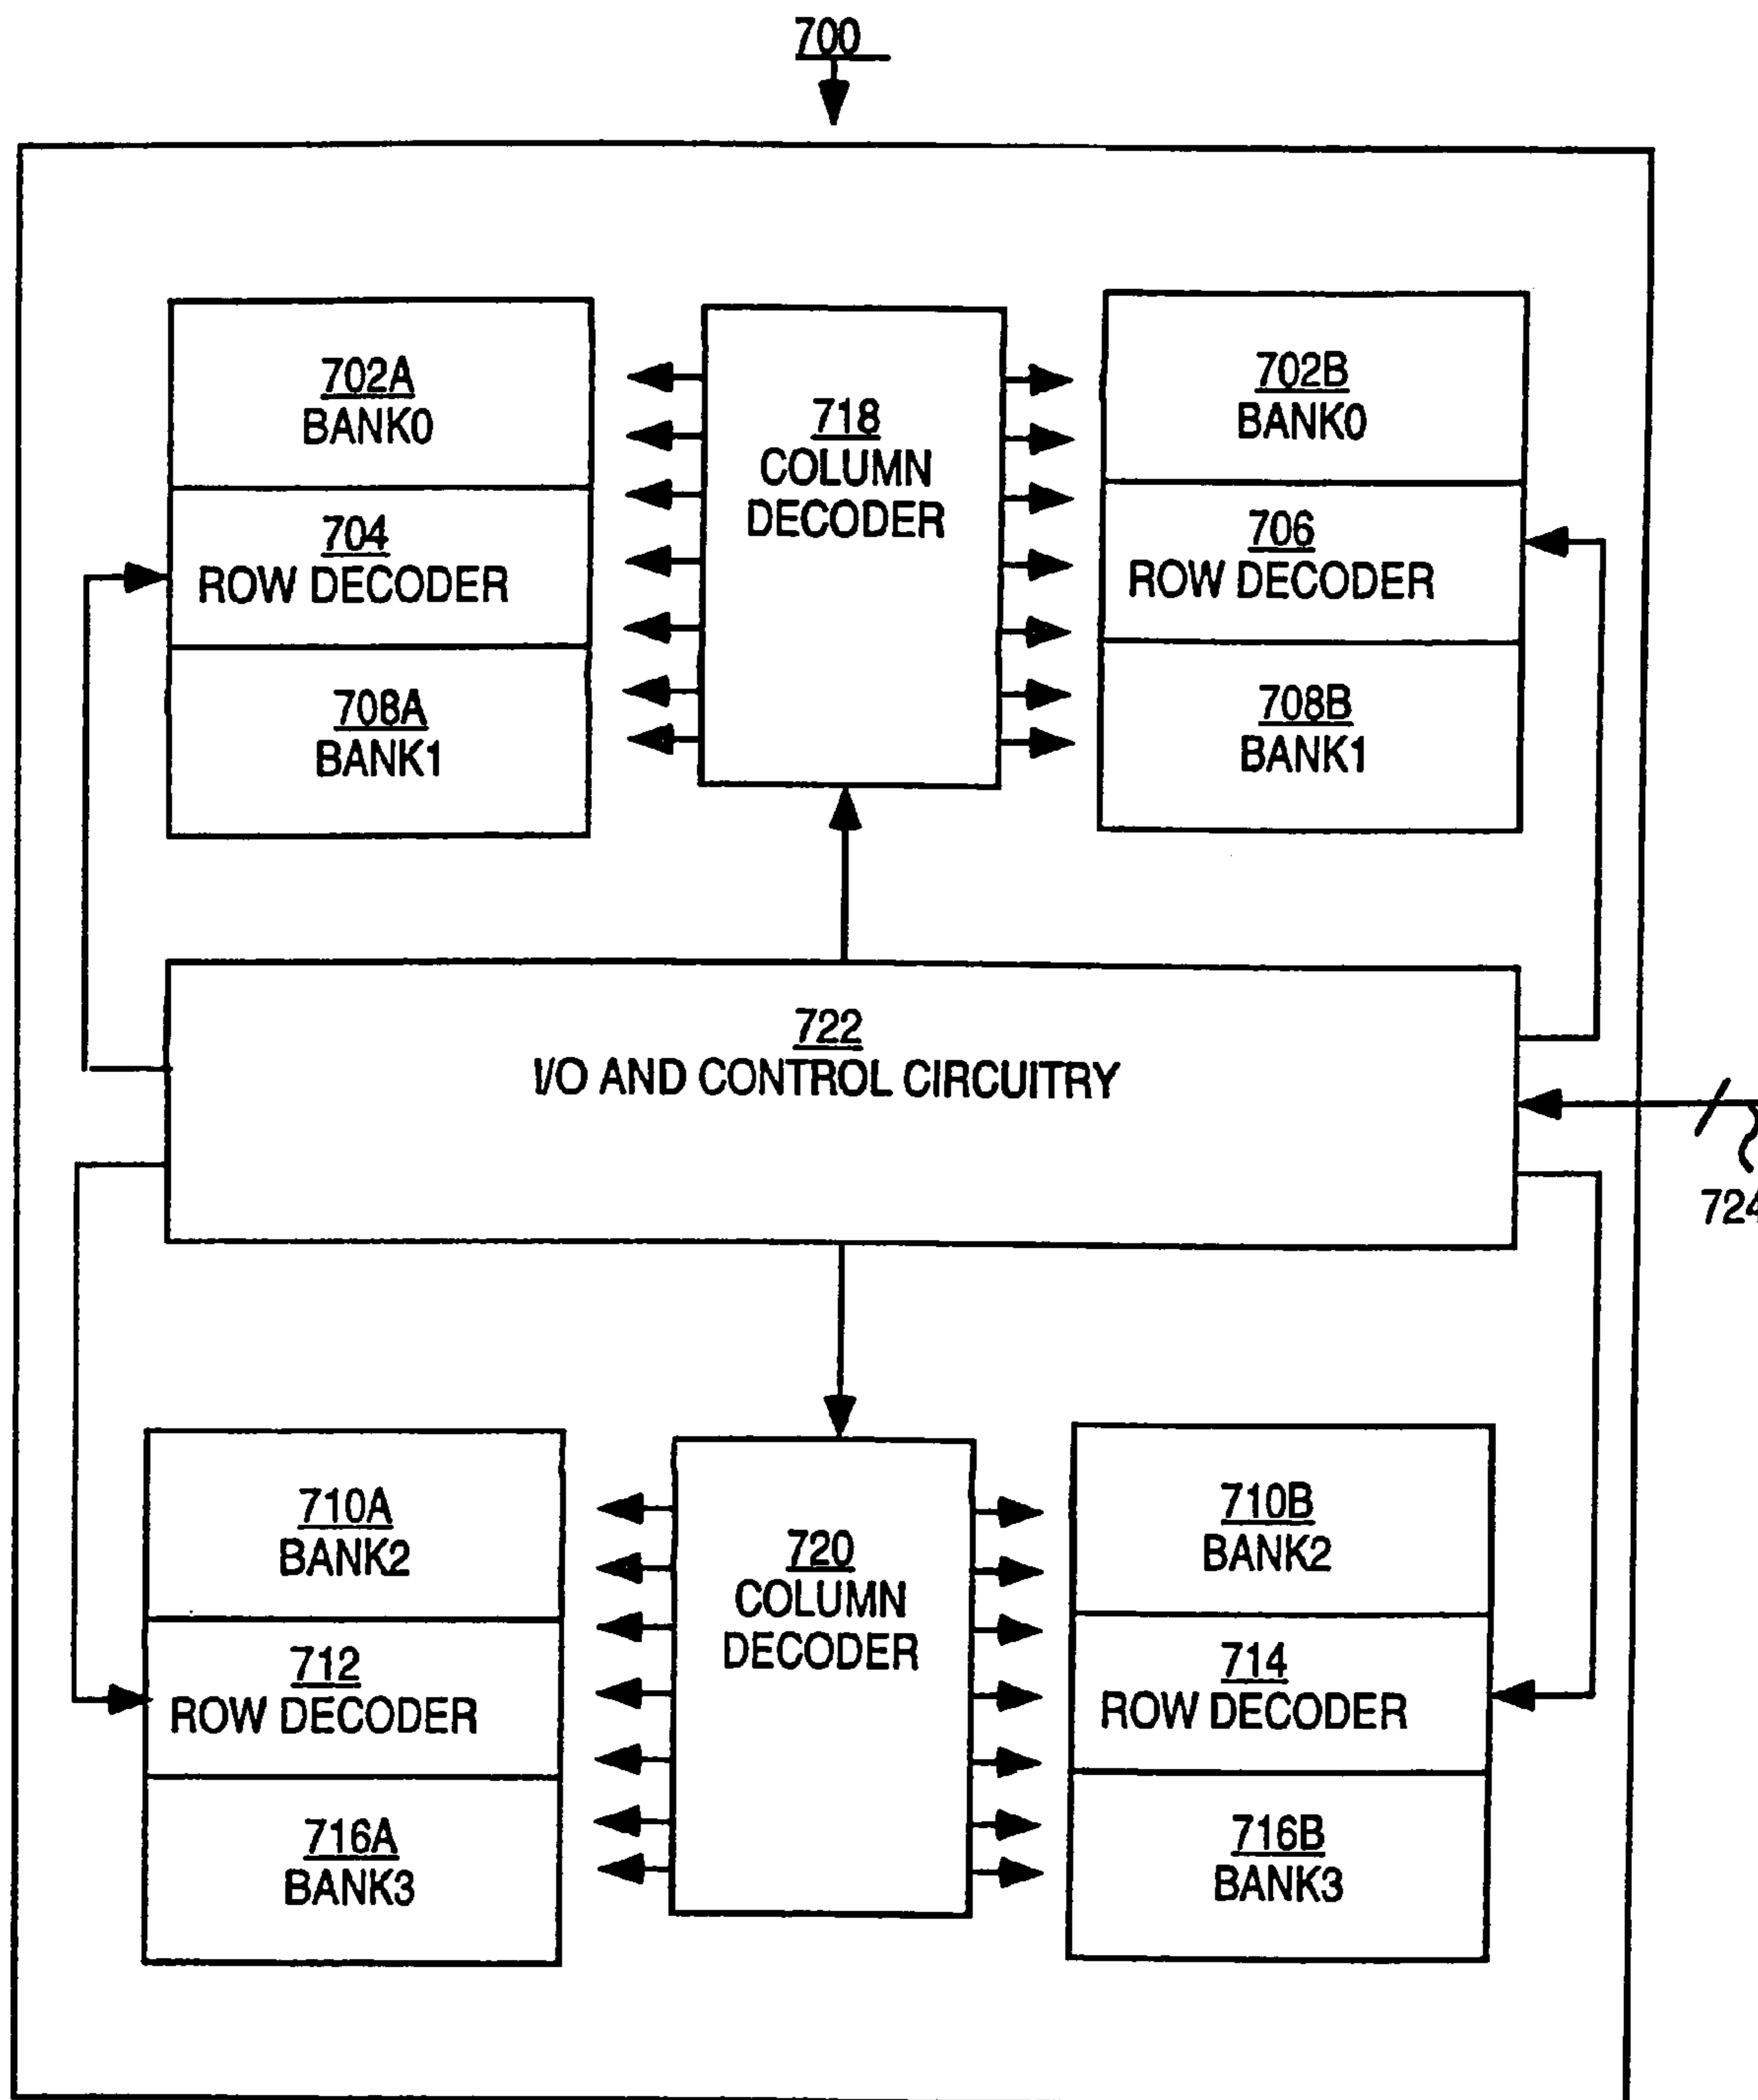 700
702A
BANK0
704
ROW DECODER
708A
BANK1
718
COLUMN
DECODER
702B
BANK0
706
ROW DECODER
708B
BANK1
722
I/O AND CONTROL CIRCUITRY
724
710A
BANK2
712
ROW DECODER
716A
BANK3
720
COLUMN
DECODER
710B
BANK2
714
ROW DECODER
716B
BANK3